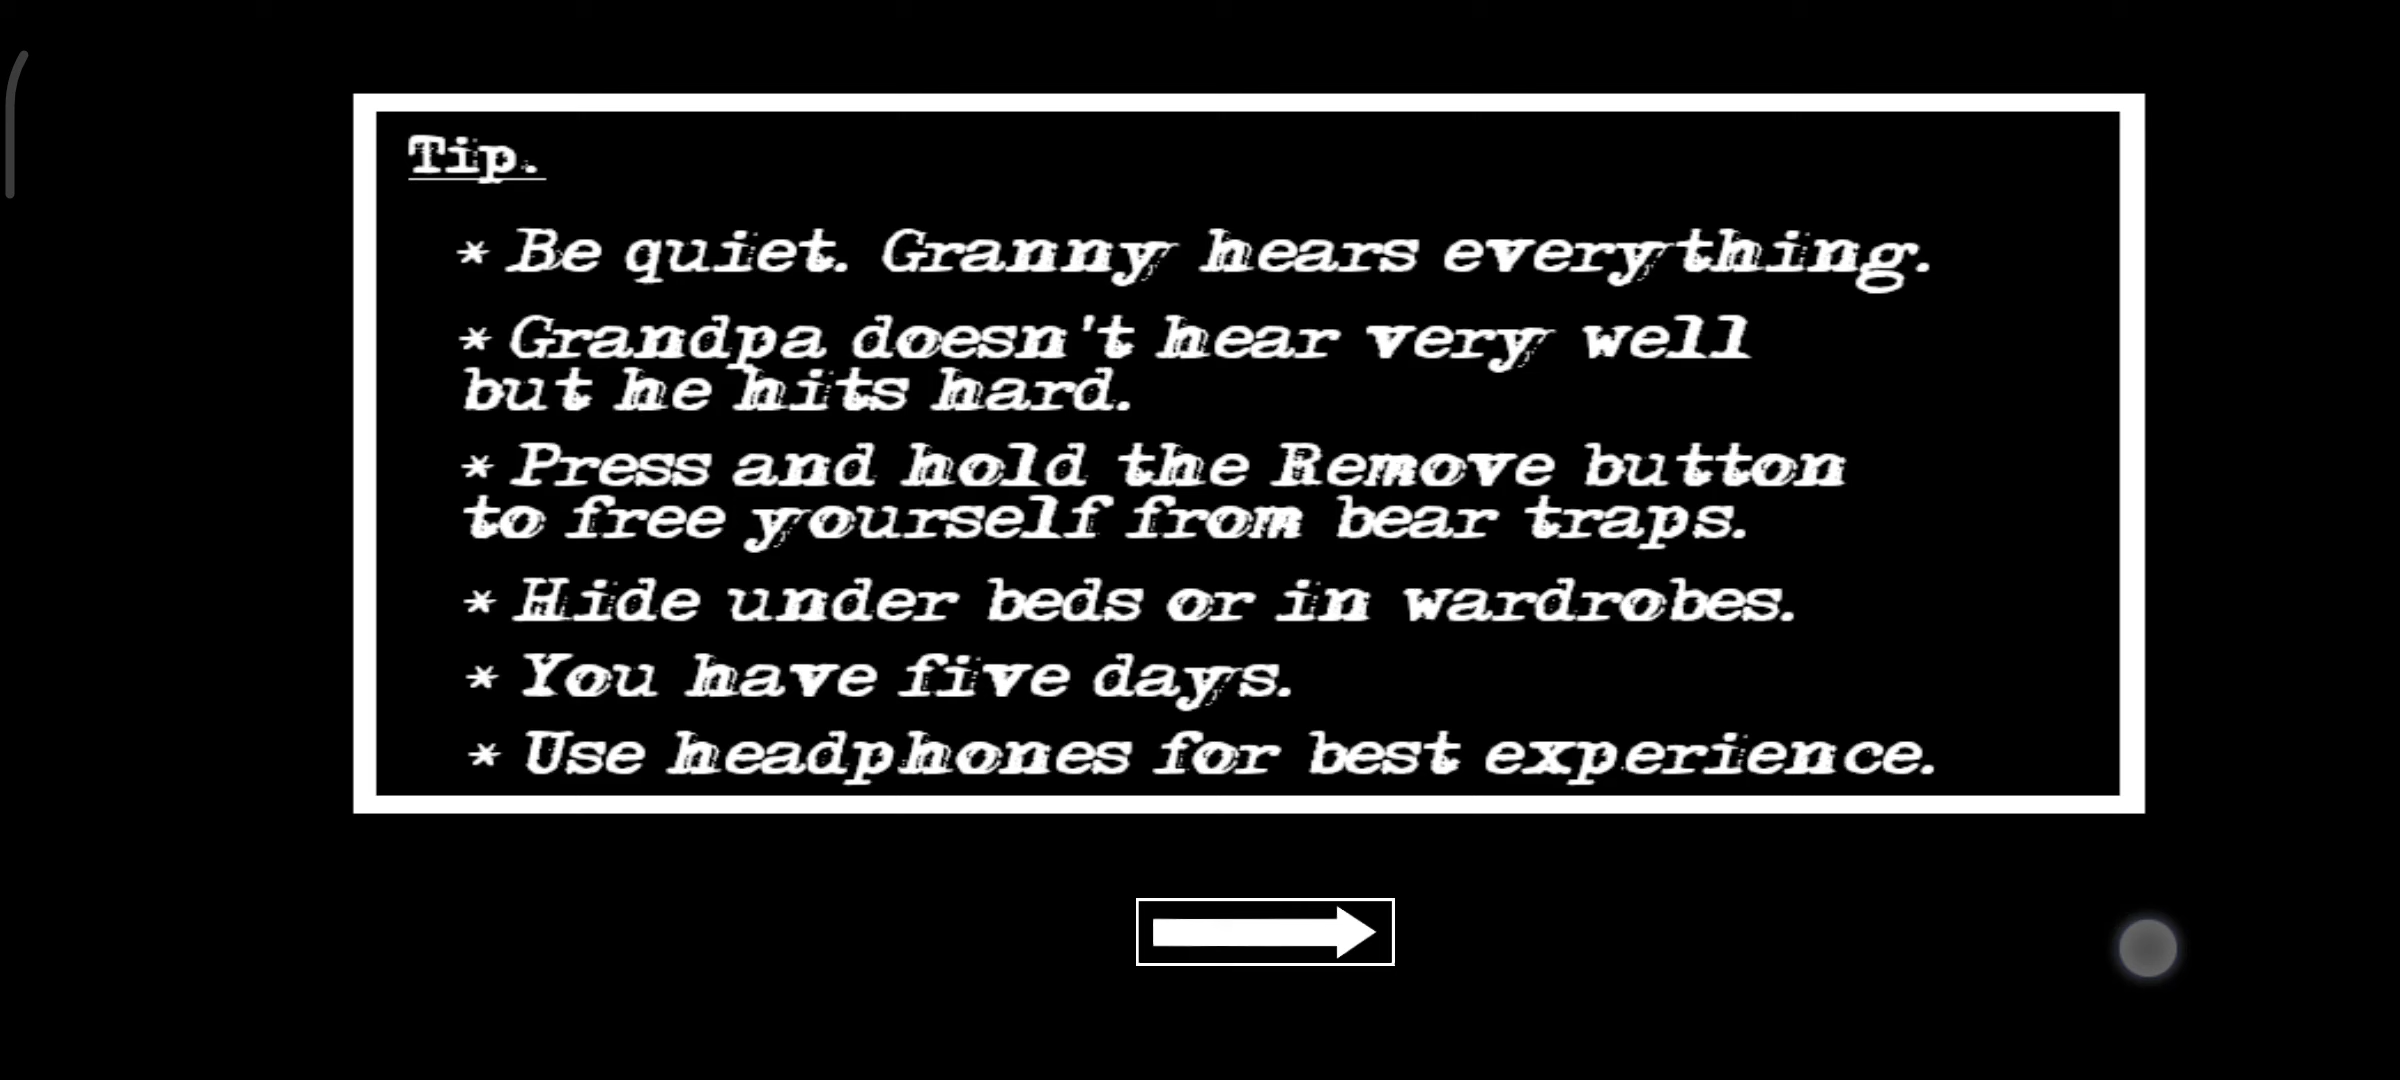 Tip.
* Be quiet. Granny hears everything.
* Grandpa doesn't hear very well
but he hits hard.
* Press and hold the Remove button
to free yourself from bear traps.
* Hide under beds or in wardrobes.
* You have five days.
* Use headphones for best experience.